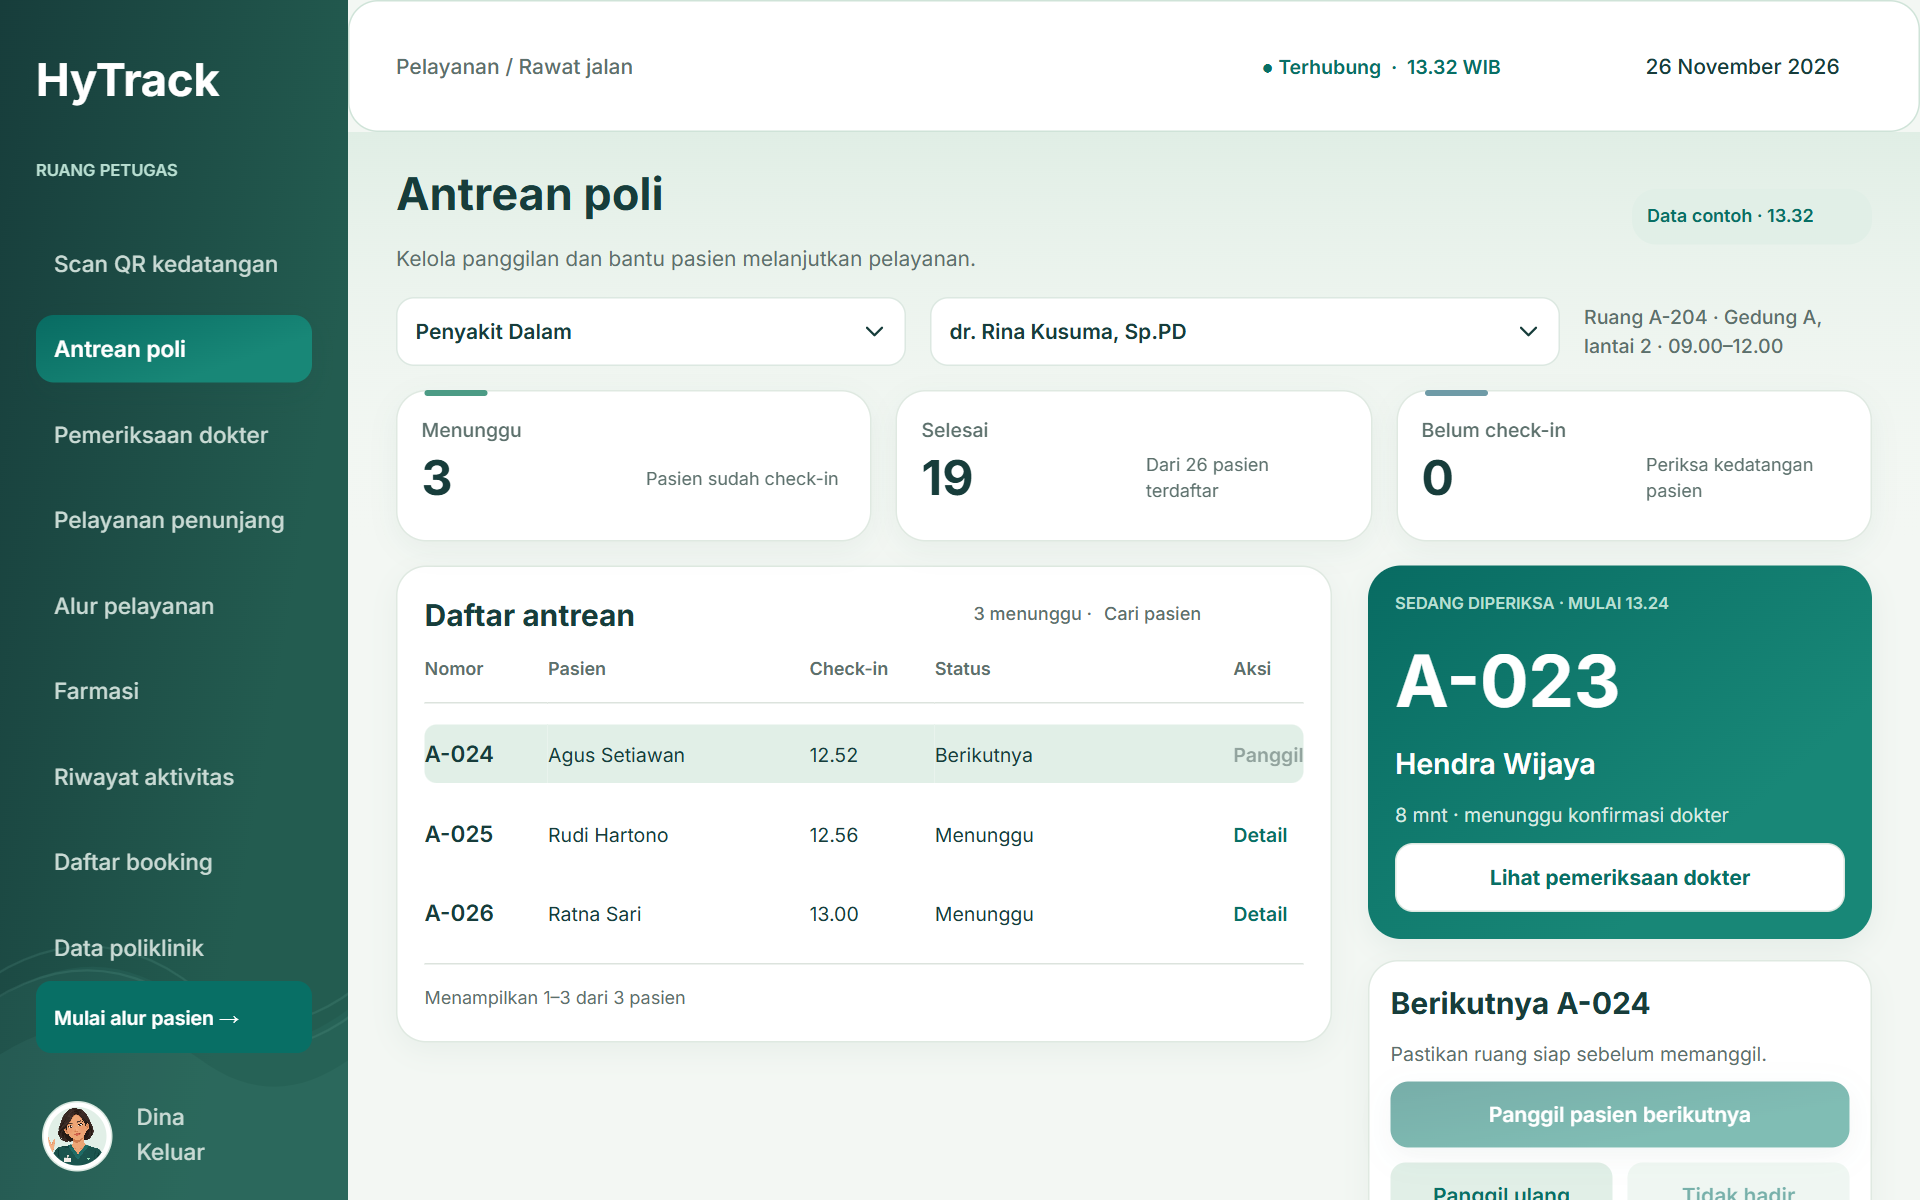 HyTrack
RUANG PETUGAS
Scan QR kedatangan
Antrean poli
Pemeriksaan dokter
Pelayanan penunjang
Alur pelayanan
Farmasi
Riwayat aktivitas
Daftar booking
Data poliklinik
Mulai alur pasien →
Dina
Keluar
Pelayanan / Rawat jalan
● Terhubung · 13.32 WIB
26 November 2026
Antrean poli
Kelola panggilan dan bantu pasien melanjutkan pelayanan.
Data contoh · 13.32
Penyakit Dalam
dr. Rina Kusuma, Sp.PD
Ruang A-204 · Gedung A,
lantai 2 · 09.00–12.00
Menunggu
3
Pasien sudah check-in
Selesai
19
Dari 26 pasien
terdaftar
Belum check-in
0
Periksa kedatangan
pasien
Daftar antrean
3 menunggu · Cari pasien
Nomor Pasien Check-in Status Aksi
A-024 Agus Setiawan 12.52 Berikutnya Panggil
A-025 Rudi Hartono 12.56 Menunggu Detail
A-026 Ratna Sari 13.00 Menunggu Detail
Menampilkan 1–3 dari 3 pasien
SEDANG DIPERIKSA · MULAI 13.24
A-023
Hendra Wijaya
8 mnt · menunggu konfirmasi dokter
Lihat pemeriksaan dokter
Berikutnya A-024
Pastikan ruang siap sebelum memanggil.
Panggil pasien berikutnya
Panggil ulang
Tidak hadir